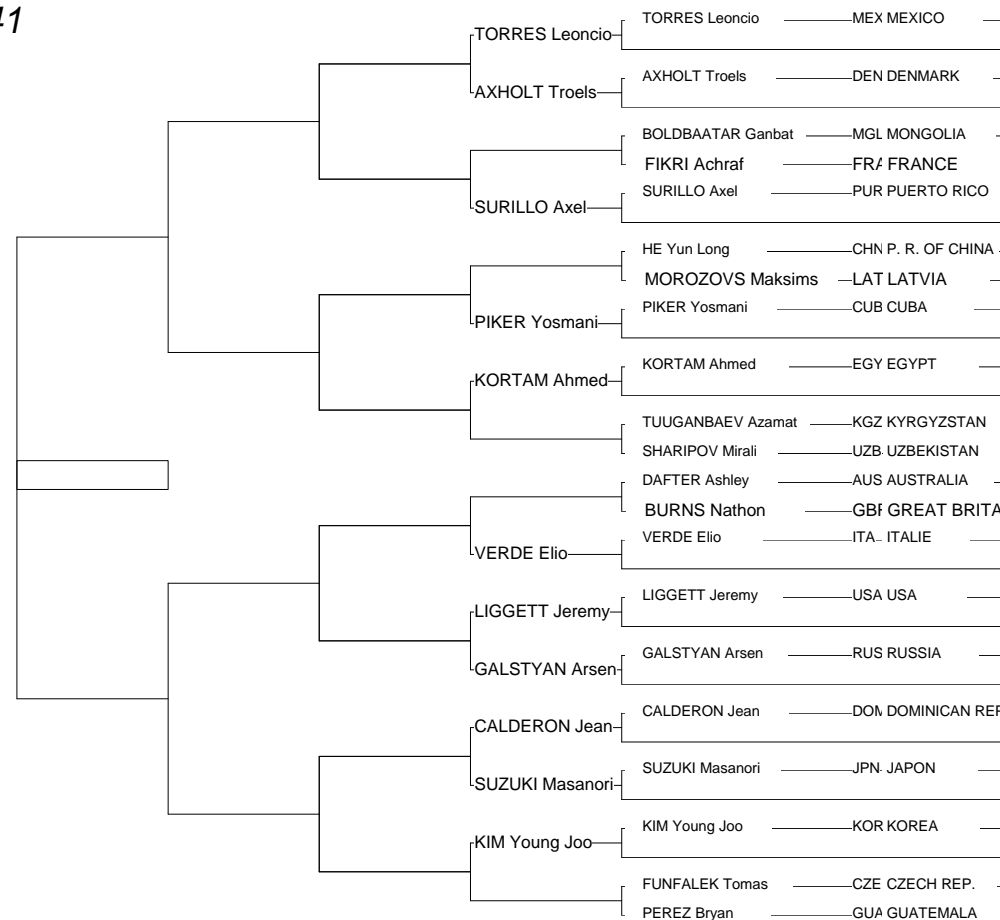 41
TORRES Leoncio MEX MEXICO
TORRES Leoncio
AXHOLT Troels DEN DENMARK
AXHOLT Troels
BOLDBAATAR Ganbat MGL MONGOLIA
FIKRI Achraf FRA FRANCE
SURILLO Axel PUR PUERTO RICO
SURILLO Axel
HE Yun Long CHN P. R. OF CHINA
MOROZOVS Maksims LAT LATVIA
PIKER Yosmani CUB CUBA
PIKER Yosmani
KORTAM Ahmed EGY EGYPT
KORTAM Ahmed
TUUGANBAEV Azamat KGZ KYRGYZSTAN
SHARIPOV Mirali UZB UZBEKISTAN
DAFTER Ashley AUS AUSTRALIA
BURNS Nathon GBR GREAT BRITA
VERDE Elio ITA ITALIE
VERDE Elio
LIGGETT Jeremy USA USA
LIGGETT Jeremy
GALSTYAN Arsen RUS RUSSIA
GALSTYAN Arsen
CALDERON Jean DOM DOMINICAN REP
CALDERON Jean
SUZUKI Masanori JPN JAPON
SUZUKI Masanori
KIM Young Joo KOR KOREA
KIM Young Joo
FUNFALEK Tomas CZE CZECH REP.
PEREZ Bryan GUA GUATEMALA